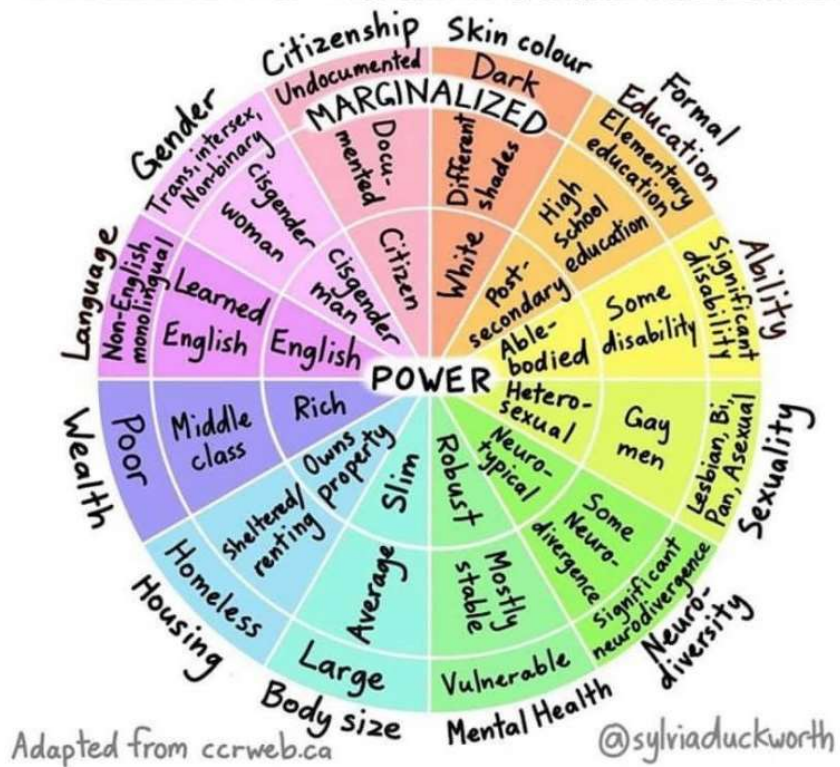 Citizenship
Undocumented
Docu-
mented
Citizen
Skin colour
Dark
Different
shades
White
Formal
Education
Elementary
education
High
school
education
Post-
secondary
Ability
Significant
disability
Some
disability
Able-
bodied
Sexuality
Lesbian, Bi,
Pan, Asexual
Gay
men
Hetero-
sexual
Neuro-
diversity
Significant
neurodivergence
Some
Neuro-
divergence
Neuro-
typical
Mental Health
Vulnerable
Mostly
stable
Robust
Body size
Large
Average
Slim
Housing
Homeless
Sheltered/
renting
Owns
property
Wealth
Poor
Middle
class
Rich
Language
Non-English
monolingual
Learned
English
English
Gender
Trans, intersex,
Non-binary
cisgender
woman
cisgender
man
MARGINALIZED
POWER
Adapted from ccrweb.ca
@sylviaduckworth